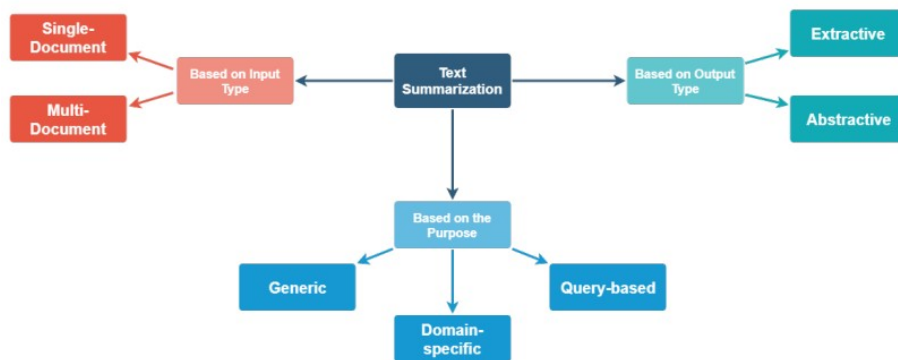 Single-
Document
Based on Input
Type
Multi-
Document
Text
Summarization
Based on Output
Type
Extractive
Abstractive
Based on the
Purpose
Generic
Domain-
specific
Query-based